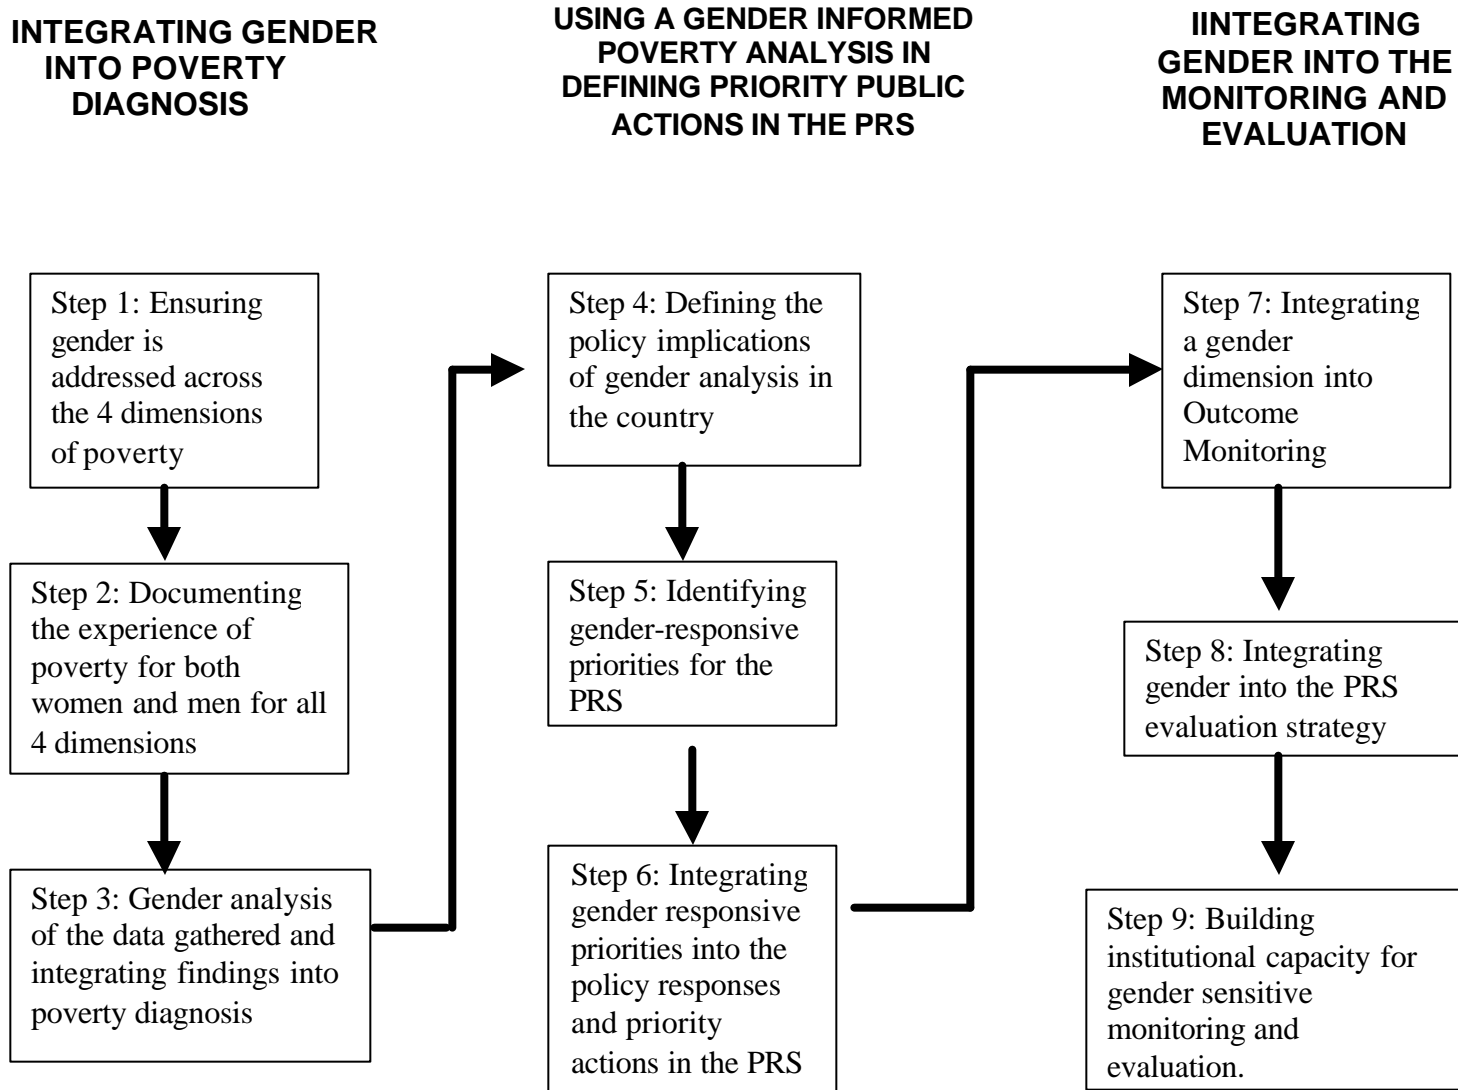 INTEGRATING GENDER
INTO POVERTY
DIAGNOSIS
USING A GENDER INFORMED
POVERTY ANALYSIS IN
DEFINING PRIORITY PUBLIC
ACTIONS IN THE PRS
IINTEGRATING
GENDER INTO THE
MONITORING AND
EVALUATION
Step 1: Ensuring
gender is
addressed across
the 4 dimensions
of poverty
Step 2: Documenting
the experience of
poverty for both
women and men for all
4 dimensions
Step 3: Gender analysis
of the data gathered and
integrating findings into
poverty diagnosis
Step 4: Defining the
policy implications
of gender analysis in
the country
Step 5: Identifying
gender-responsive
priorities for the
PRS
Step 6: Integrating
gender responsive
priorities into the
policy responses
and priority
actions in the PRS
Step 7: Integrating
a gender
dimension into
Outcome
Monitoring
Step 8: Integrating
gender into the PRS
evaluation strategy
Step 9: Building
institutional capacity for
gender sensitive
monitoring and
evaluation.